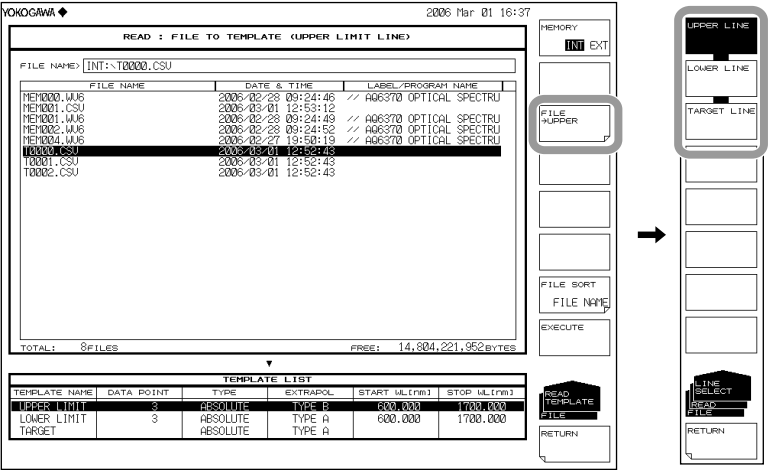 YOKOGAWA ◆ 2006 Mar 01 16:37
READ : FILE TO TEMPLATE (UPPER LIMIT LINE)
FILE NAME> INT:\T0000.CSV
FILE NAME DATE & TIME LABEL/PROGRAM NAME
MEM000.WV6 2006/02/28 09:24:46 // AQ6370 OPTICAL SPECTRU
MEM001.CSV 2006/03/01 12:53:12
MEM001.WV6 2006/02/28 09:24:49 // AQ6370 OPTICAL SPECTRU
MEM002.WV6 2006/02/28 09:24:52 // AQ6370 OPTICAL SPECTRU
MEM004.WV6 2006/02/27 19:50:19 // AQ6370 OPTICAL SPECTRU
T0000.CSV 2006/03/01 12:52:43
T0001.CSV 2006/03/01 12:52:43
T0002.CSV 2006/03/01 12:52:43
TOTAL: 8FILES FREE: 14,804,221,952BYTES
▼
TEMPLATE LIST
TEMPLATE NAME DATA POINT TYPE EXTRAPOL START WL[nm] STOP WL[nm]
UPPER LIMIT 3 ABSOLUTE TYPE B 600.000 1700.000
LOWER LIMIT 3 ABSOLUTE TYPE A 600.000 1700.000
TARGET ABSOLUTE TYPE A
MEMORY
INT EXT
FILE
→UPPER
FILE SORT
FILE NAME
EXECUTE
READ
TEMPLATE
FILE
RETURN
UPPER LINE
LOWER LINE
TARGET LINE
LINE
SELECT
READ
FILE
RETURN